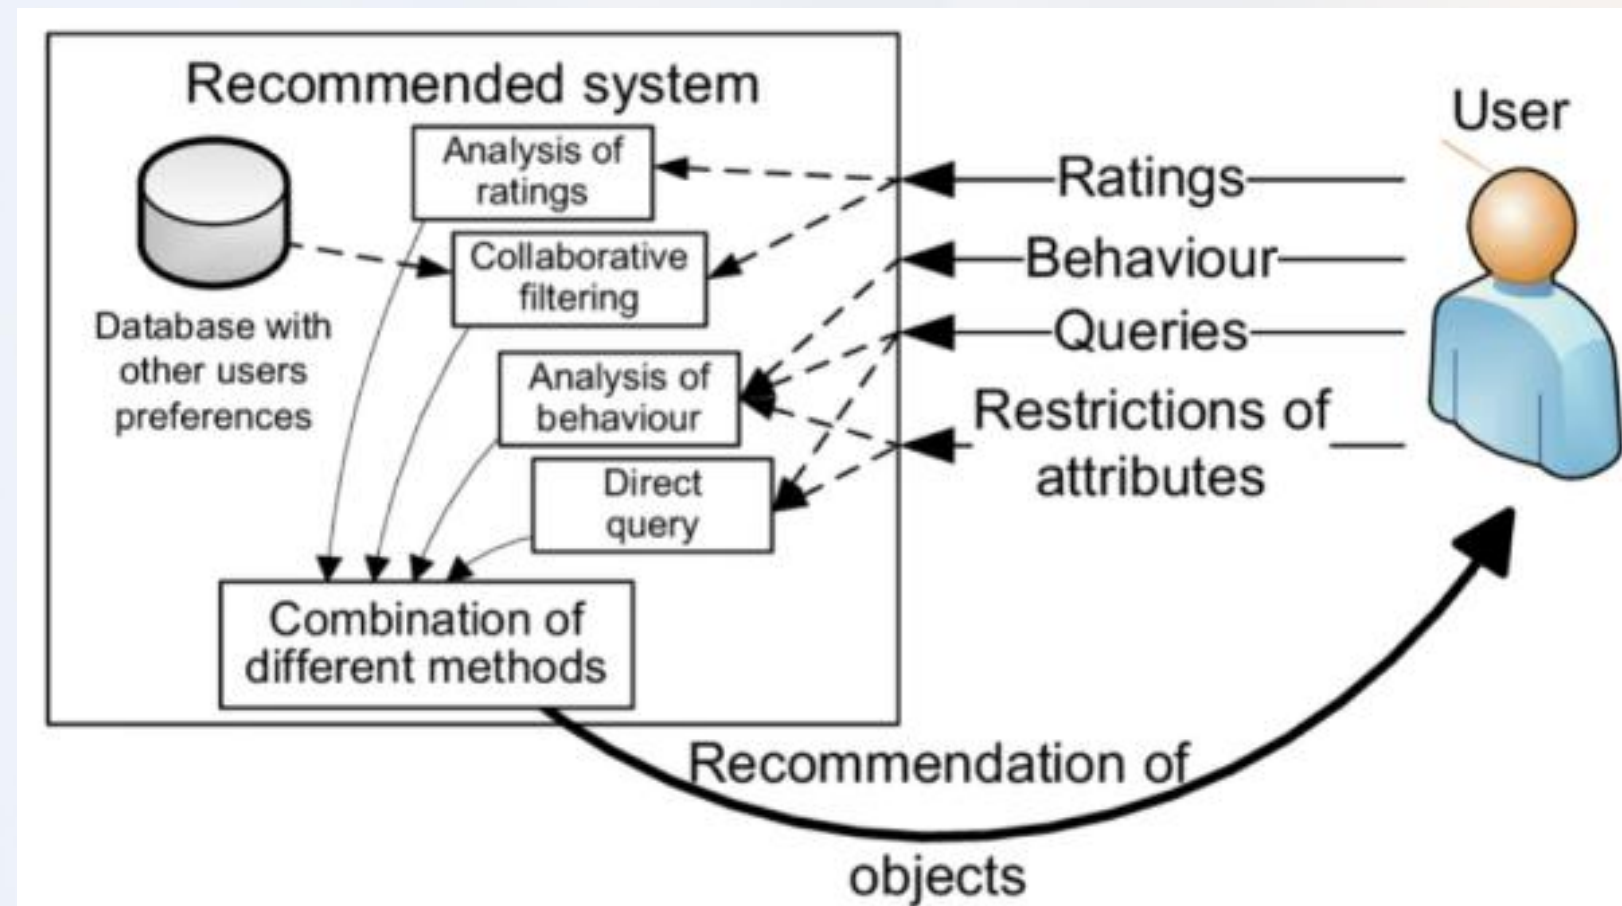 Recommended system
User
Analysis of
ratings
Ratings
Collaborative
filtering
Behaviour
Database with
other users
preferences
Queries
Analysis of
behaviour
Restrictions of
attributes
Direct
query
Combination of
different methods
Recommendation of
objects